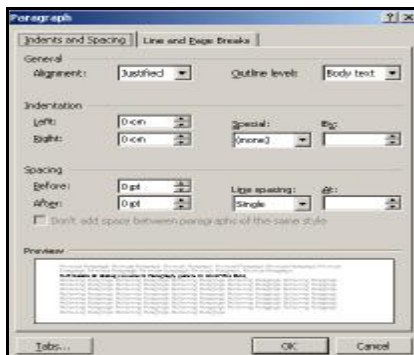 Paragraph
Indents and Spacing Line and Page Breaks
General
Alignment: Justified Outline level: Body text
Indentation
Left: 0 cm Special: By:
Right: 0 cm (none)
Spacing
Before: 0 pt Line spacing: At:
After: 0 pt Single
Don't add space between paragraphs of the same style
Preview
Tabs... OK Cancel